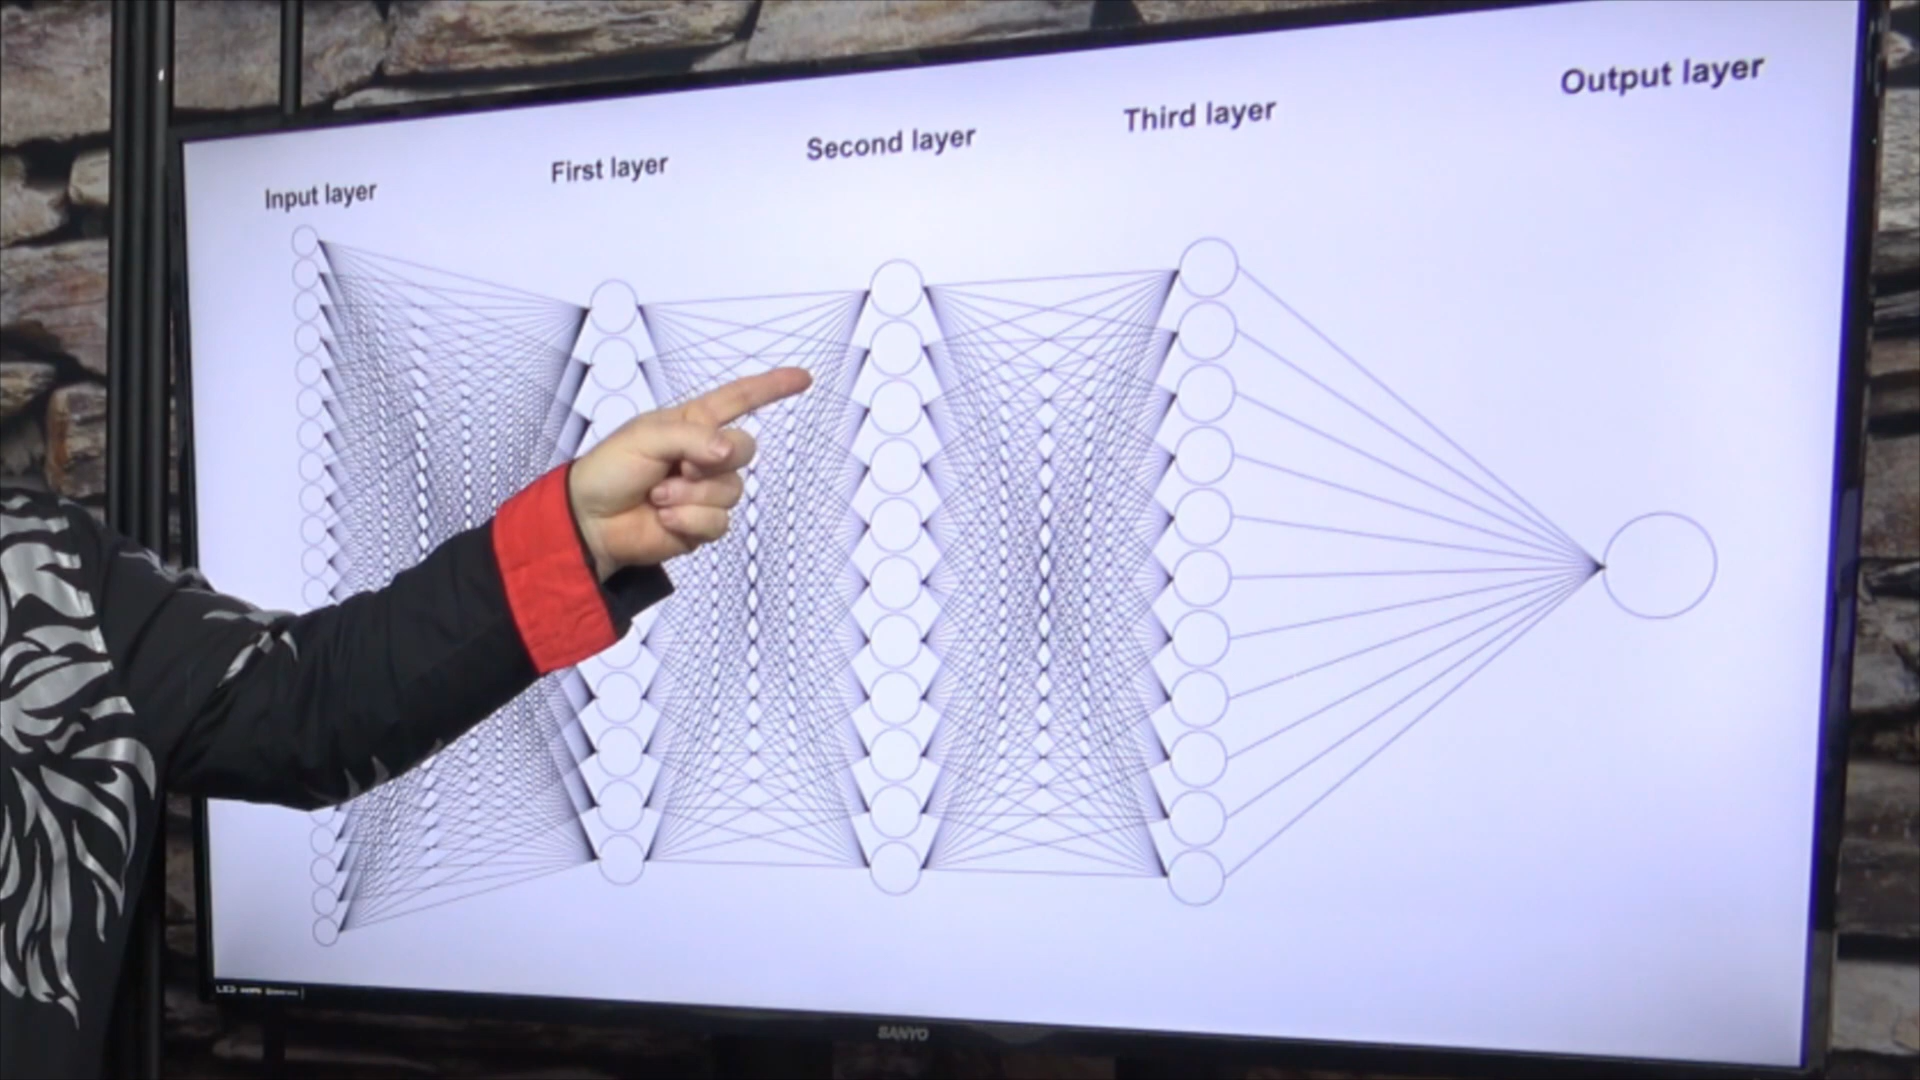 Input layer
First layer
Second layer
Third layer
Output layer
SANYO